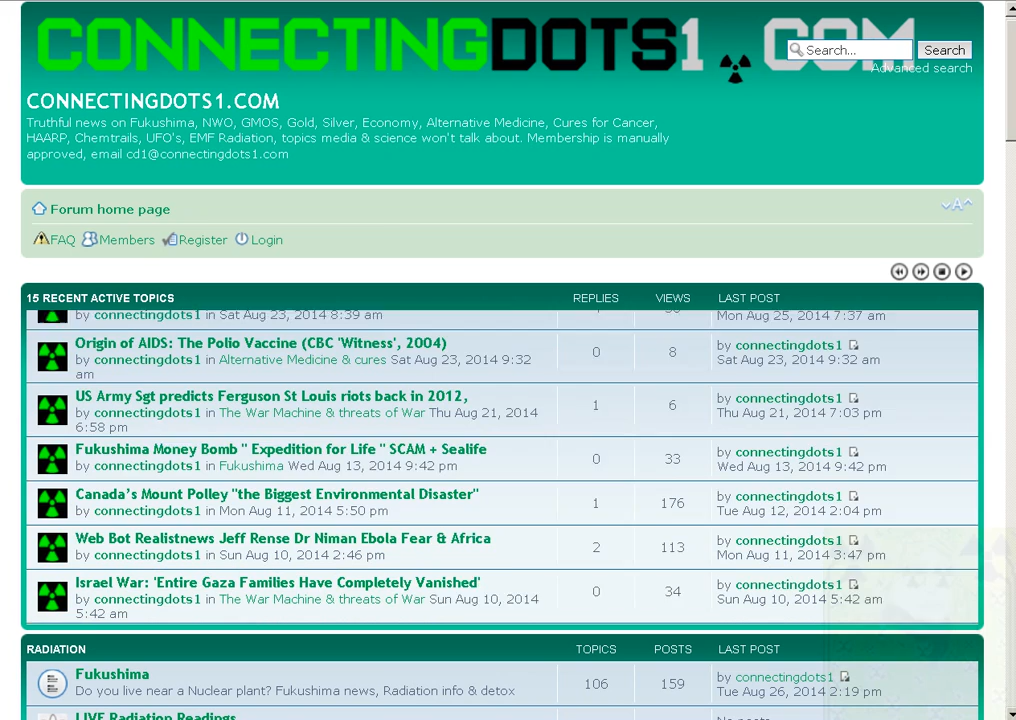 CONNECTINGDOTS1.COM
Search...
Search
Advanced search
CONNECTINGDOTS1.COM
Truthful news on Fukushima, NWO, GMOS, Gold, Silver, Economy, Alternative Medicine, Cures for Cancer,
HAARP, Chemtrails, UFO's, EMF Radiation, topics media & science won't talk about. Membership is manually
approved, email cd1@connectingdots1.com
Forum home page
A
FAQ Members Register Login
15 RECENT ACTIVE TOPICS REPLIES VIEWS LAST POST
by connectingdots1 in Sat Aug 23, 2014 8:39 am
Mon Aug 25, 2014 7:37 am
Origin of AIDS: The Polio Vaccine (CBC 'Witness', 2004)
by connectingdots1 in Alternative Medicine & cures Sat Aug 23, 2014 9:32
am
0 8
by connectingdots1
Sat Aug 23, 2014 9:32 am
US Army Sgt predicts Ferguson St Louis riots back in 2012,
by connectingdots1 in The War Machine & threats of War Thu Aug 21, 2014
6:58 pm
1 6
by connectingdots1
Thu Aug 21, 2014 7:03 pm
Fukushima Money Bomb " Expedition for Life " SCAM + Sealife
by connectingdots1 in Fukushima Wed Aug 13, 2014 9:42 pm
0 33
by connectingdots1
Wed Aug 13, 2014 9:42 pm
Canada's Mount Polley "the Biggest Environmental Disaster"
by connectingdots1 in Mon Aug 11, 2014 5:50 pm
1 176
by connectingdots1
Tue Aug 12, 2014 2:04 pm
Web Bot Realistnews Jeff Rense Dr Niman Ebola Fear & Africa
by connectingdots1 in Sun Aug 10, 2014 2:46 pm
2 113
by connectingdots1
Mon Aug 11, 2014 3:47 pm
Israel War: 'Entire Gaza Families Have Completely Vanished'
by connectingdots1 in The War Machine & threats of War Sun Aug 10, 2014
5:42 am
0 34
by connectingdots1
Sun Aug 10, 2014 5:42 am
RADIATION TOPICS POSTS LAST POST
Fukushima
Do you live near a Nuclear plant? Fukushima news, Radiation info & detox
106 159
by connectingdots1
Tue Aug 26, 2014 2:19 pm
LIVE Radiation Readings
No posts